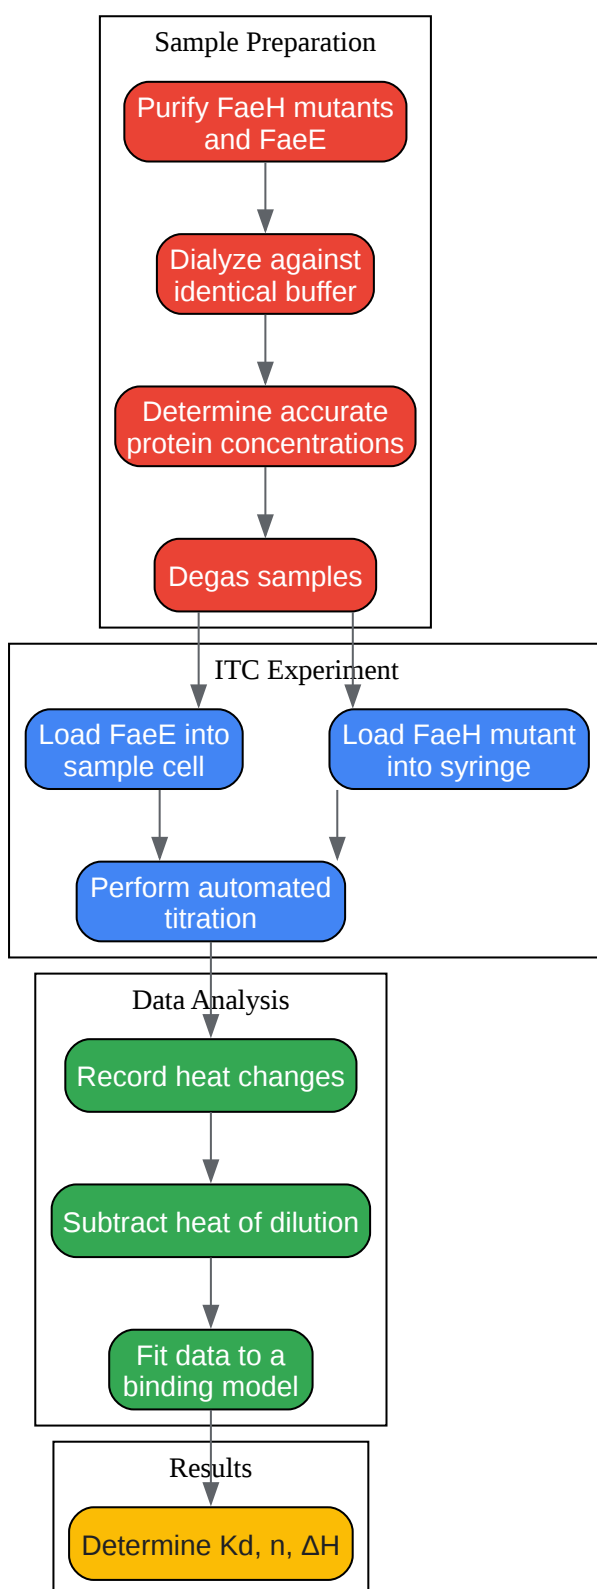 Sample Preparation
Purify FaeH mutants
and FaeE
Dialyze against
identical buffer
Determine accurate
protein concentrations
Degas samples
ITC Experiment
Load FaeE into
sample cell
Load FaeH mutant
into syringe
Perform automated
titration
Data Analysis
Record heat changes
Subtract heat of dilution
Fit data to a
binding model
Results
Determine Kd, n, ΔH